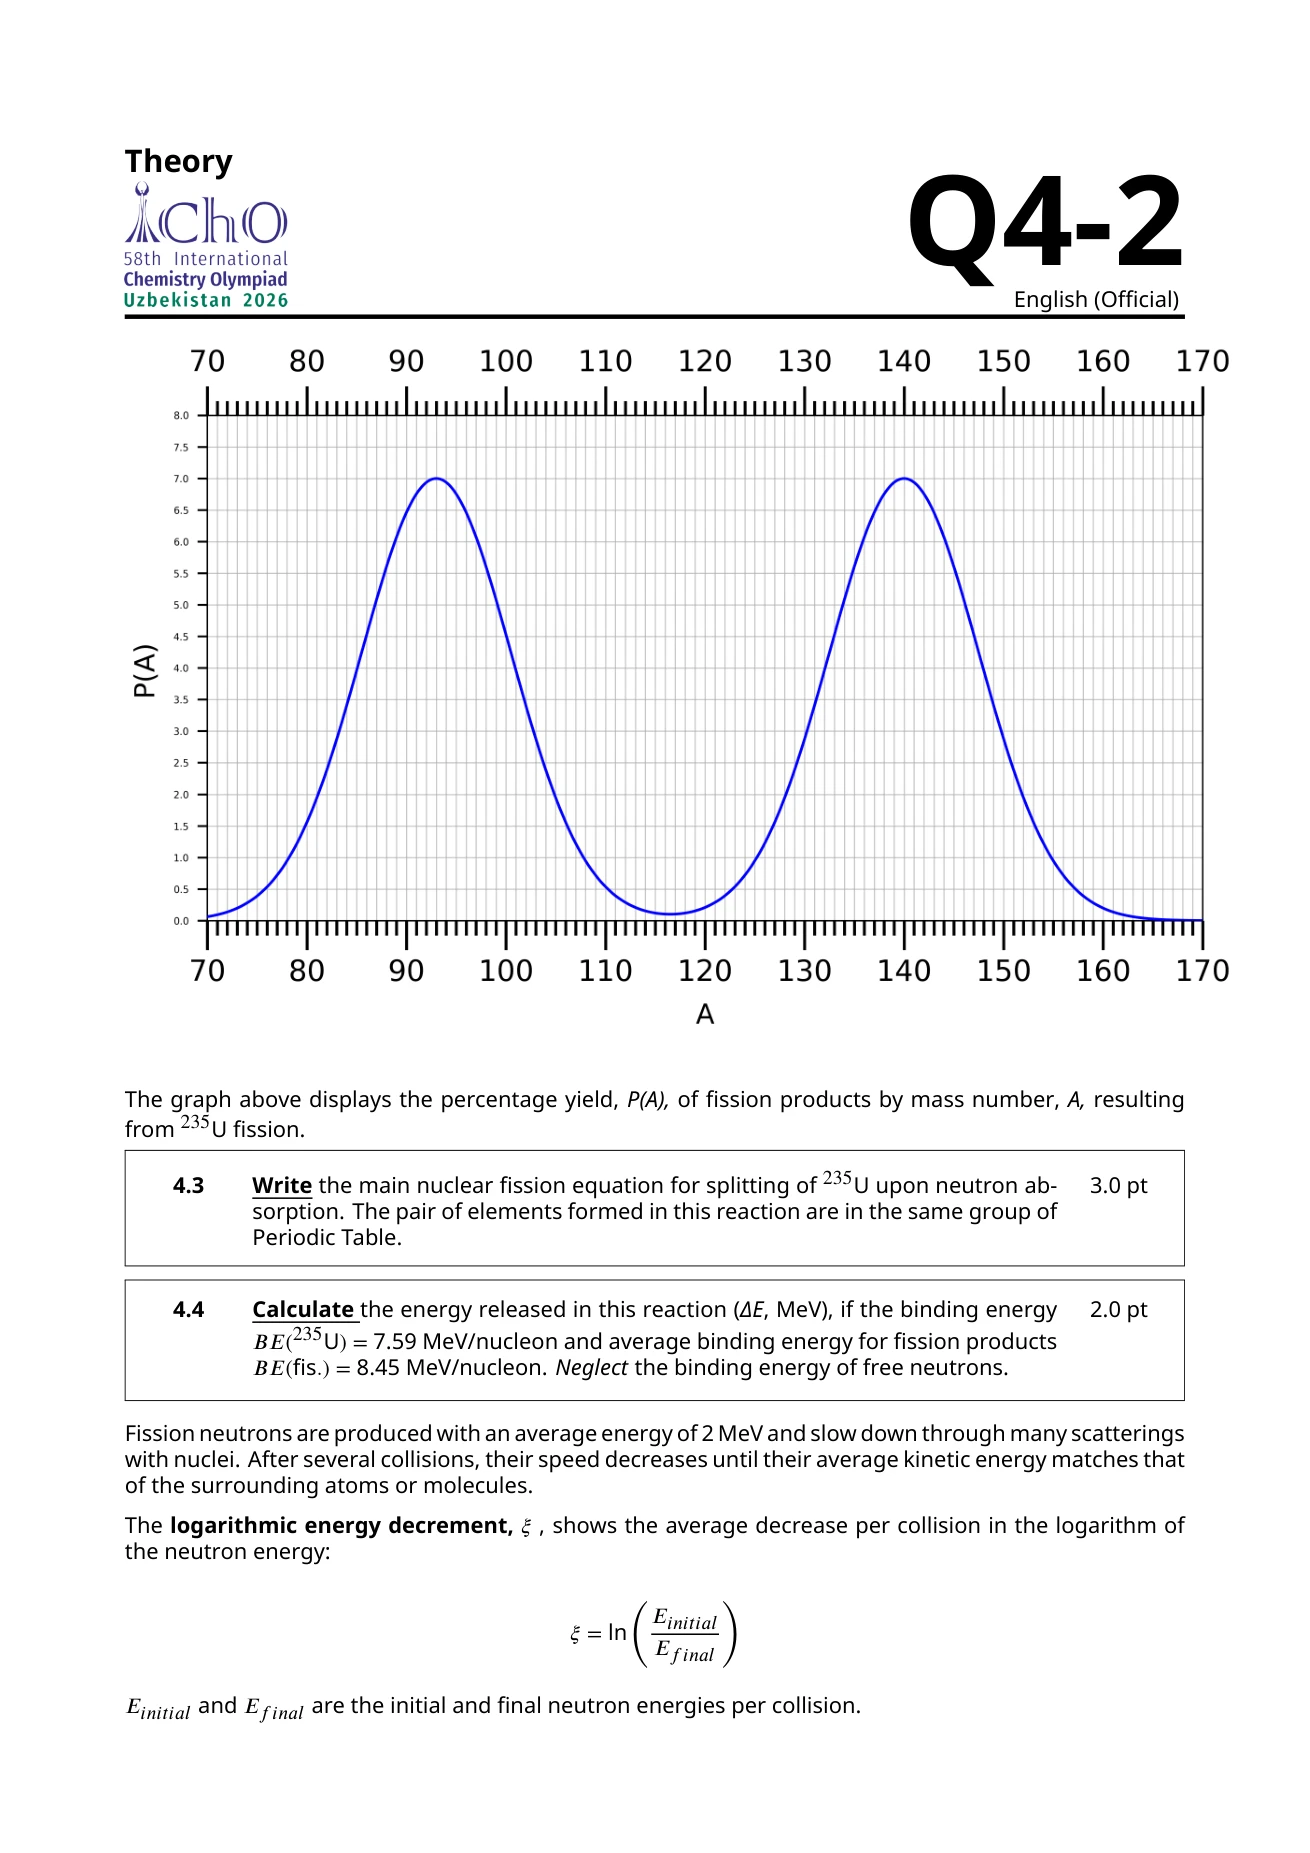 Theory
IChO
58th International
Chemistry Olympiad
Uzbekistan 2026
Q4-2
English (Official)
70 80 90 100 110 120 130 140 150 160 170
8.0
7.5
7.0
6.5
6.0
5.5
5.0
4.5
4.0
3.5
3.0
2.5
2.0
1.5
1.0
0.5
0.0
P(A)
70 80 90 100 110 120 130 140 150 160 170
A
The graph above displays the percentage yield, P(A), of fission products by mass number, A, resulting
from ²³⁵U fission.
4.3 Write the main nuclear fission equation for splitting of ²³⁵U upon neutron ab- 3.0 pt
sorption. The pair of elements formed in this reaction are in the same group of
Periodic Table.
4.4 Calculate the energy released in this reaction (ΔE, MeV), if the binding energy 2.0 pt
BE(²³⁵U) = 7.59 MeV/nucleon and average binding energy for fission products
BE(fis.) = 8.45 MeV/nucleon. Neglect the binding energy of free neutrons.
Fission neutrons are produced with an average energy of 2 MeV and slow down through many scatterings
with nuclei. After several collisions, their speed decreases until their average kinetic energy matches that
of the surrounding atoms or molecules.
The logarithmic energy decrement, ξ , shows the average decrease per collision in the logarithm of
the neutron energy:
ξ = ln(E_initial / E_final)
E_initial and E_final are the initial and final neutron energies per collision.